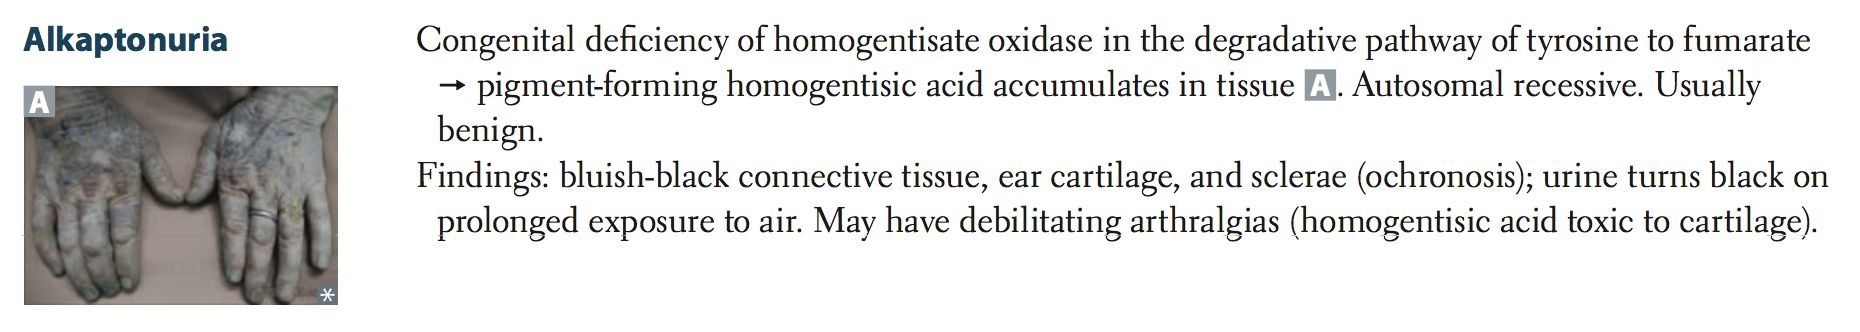 Alkaptonuria
A
*
Congenital deficiency of homogentisate oxidase in the degradative pathway of tyrosine to fumarate
→ pigment-forming homogentisic acid accumulates in tissue A. Autosomal recessive. Usually
benign.
Findings: bluish-black connective tissue, ear cartilage, and sclerae (ochronosis); urine turns black on
prolonged exposure to air. May have debilitating arthralgias (homogentisic acid toxic to cartilage).